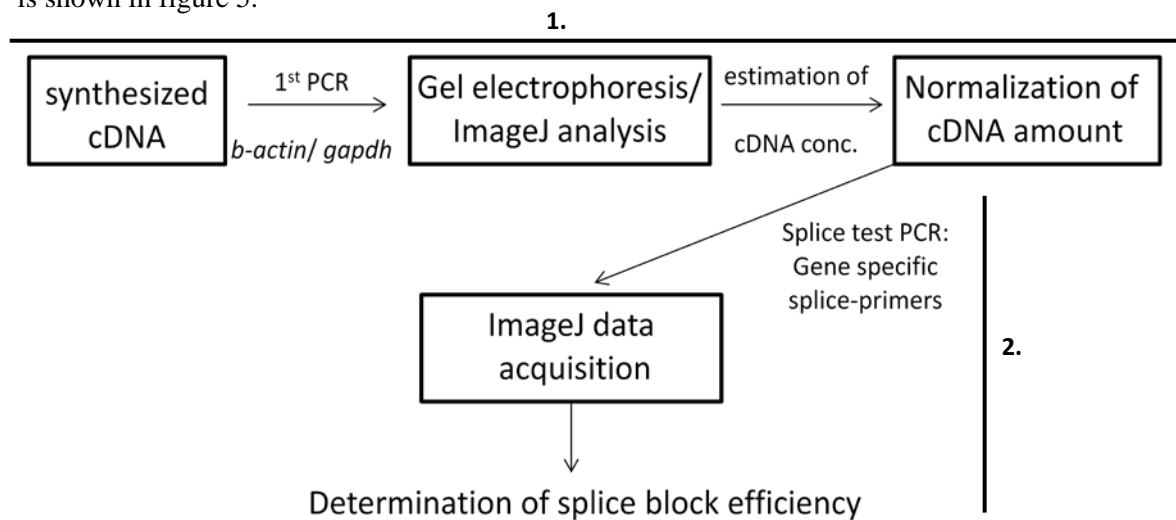 is shown in figure 5.
1.
synthesized
cDNA
1st PCR
b-actin/ gapdh
Gel electrophoresis/
ImageJ analysis
estimation of
cDNA conc.
Normalization of
cDNA amount
Splice test PCR:
Gene specific
splice-primers
ImageJ data
acquisition
2.
Determination of splice block efficiency